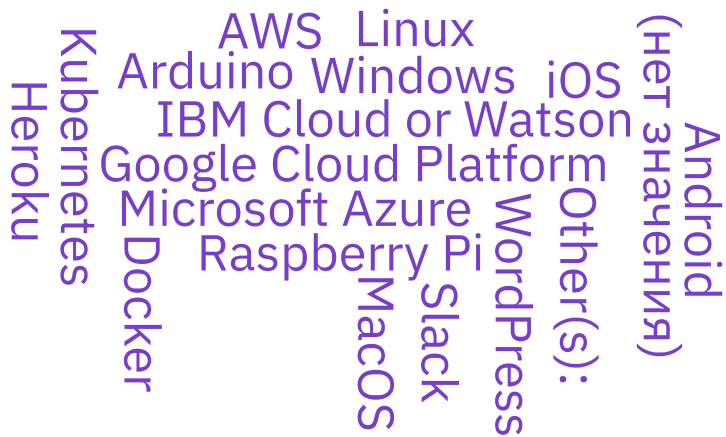 AWS
Linux
Arduino
Windows
iOS
IBM Cloud or Watson
Google Cloud Platform
Microsoft Azure
Raspberry Pi
Heroku
Kubernetes
Docker
MacOS
Slack
WordPress
Other(s):
(нет значения)
Android